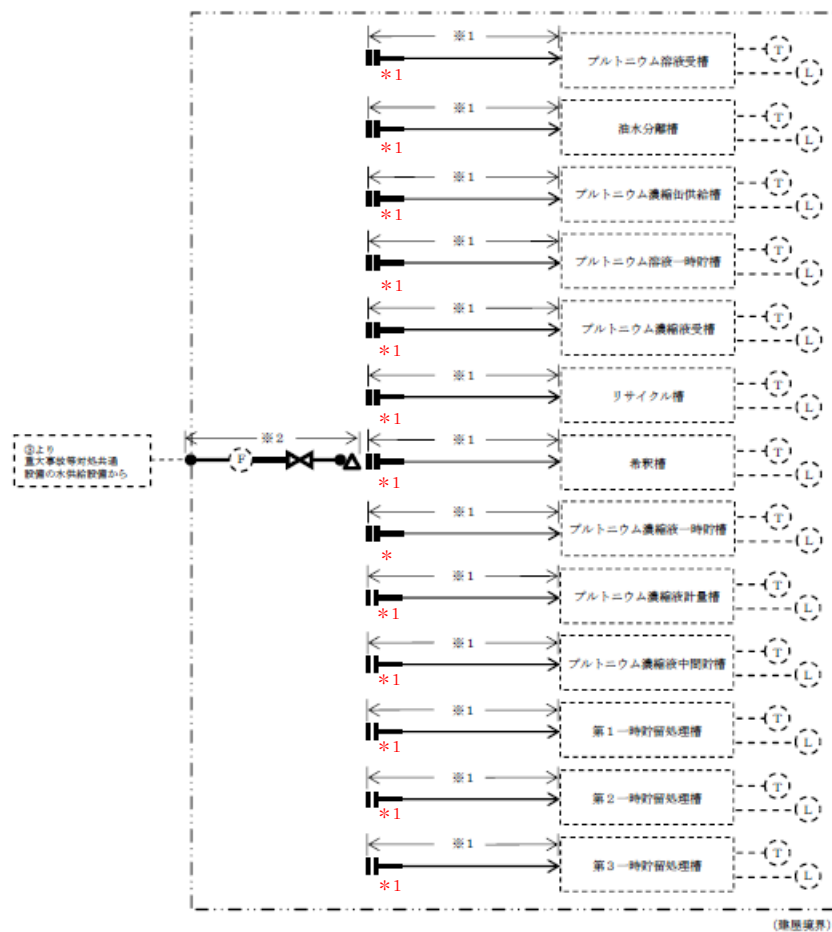 ※1
プルトニウム溶液受槽
T
L
*1
※1
油水分離槽
T
L
*1
※1
プルトニウム濃縮缶供給槽
T
L
*1
※1
プルトニウム溶液一時貯槽
T
L
*1
※1
プルトニウム濃縮液受槽
T
L
*1
※1
リサイクル槽
T
L
*1
より
重大事故等対処共通
設備の水供給設備から
※2
F
※1
希釈槽
T
L
*1
※1
プルトニウム濃縮液一時貯槽
T
L
*
※1
プルトニウム濃縮液計量槽
T
L
*1
※1
プルトニウム濃縮液中間貯槽
T
L
*1
※1
第1一時貯留処理槽
T
L
*1
※1
第2一時貯留処理槽
T
L
*1
※1
第3一時貯留処理槽
T
L
*1
(建屋境界)